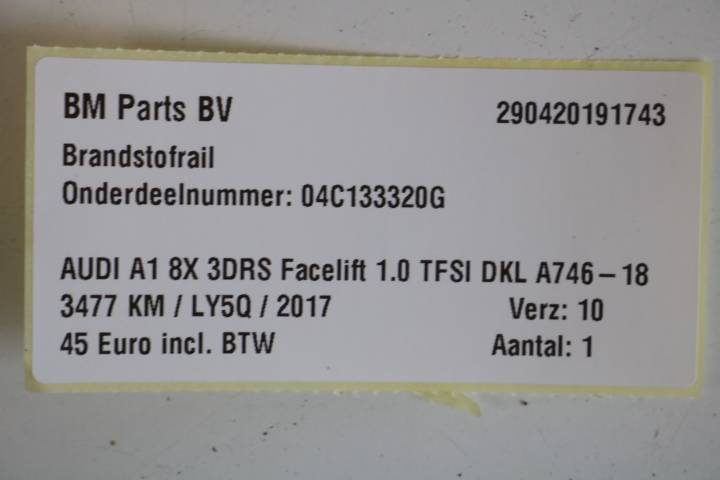 BM Parts BV 290420191743
Brandstofrail
Onderdeelnummer: 04C133320G
AUDI A1 8X 3DRS Facelift 1.0 TFSI DKL A746-18
3477 KM / LY5Q / 2017 Verz: 10
45 Euro incl. BTW Aantal: 1